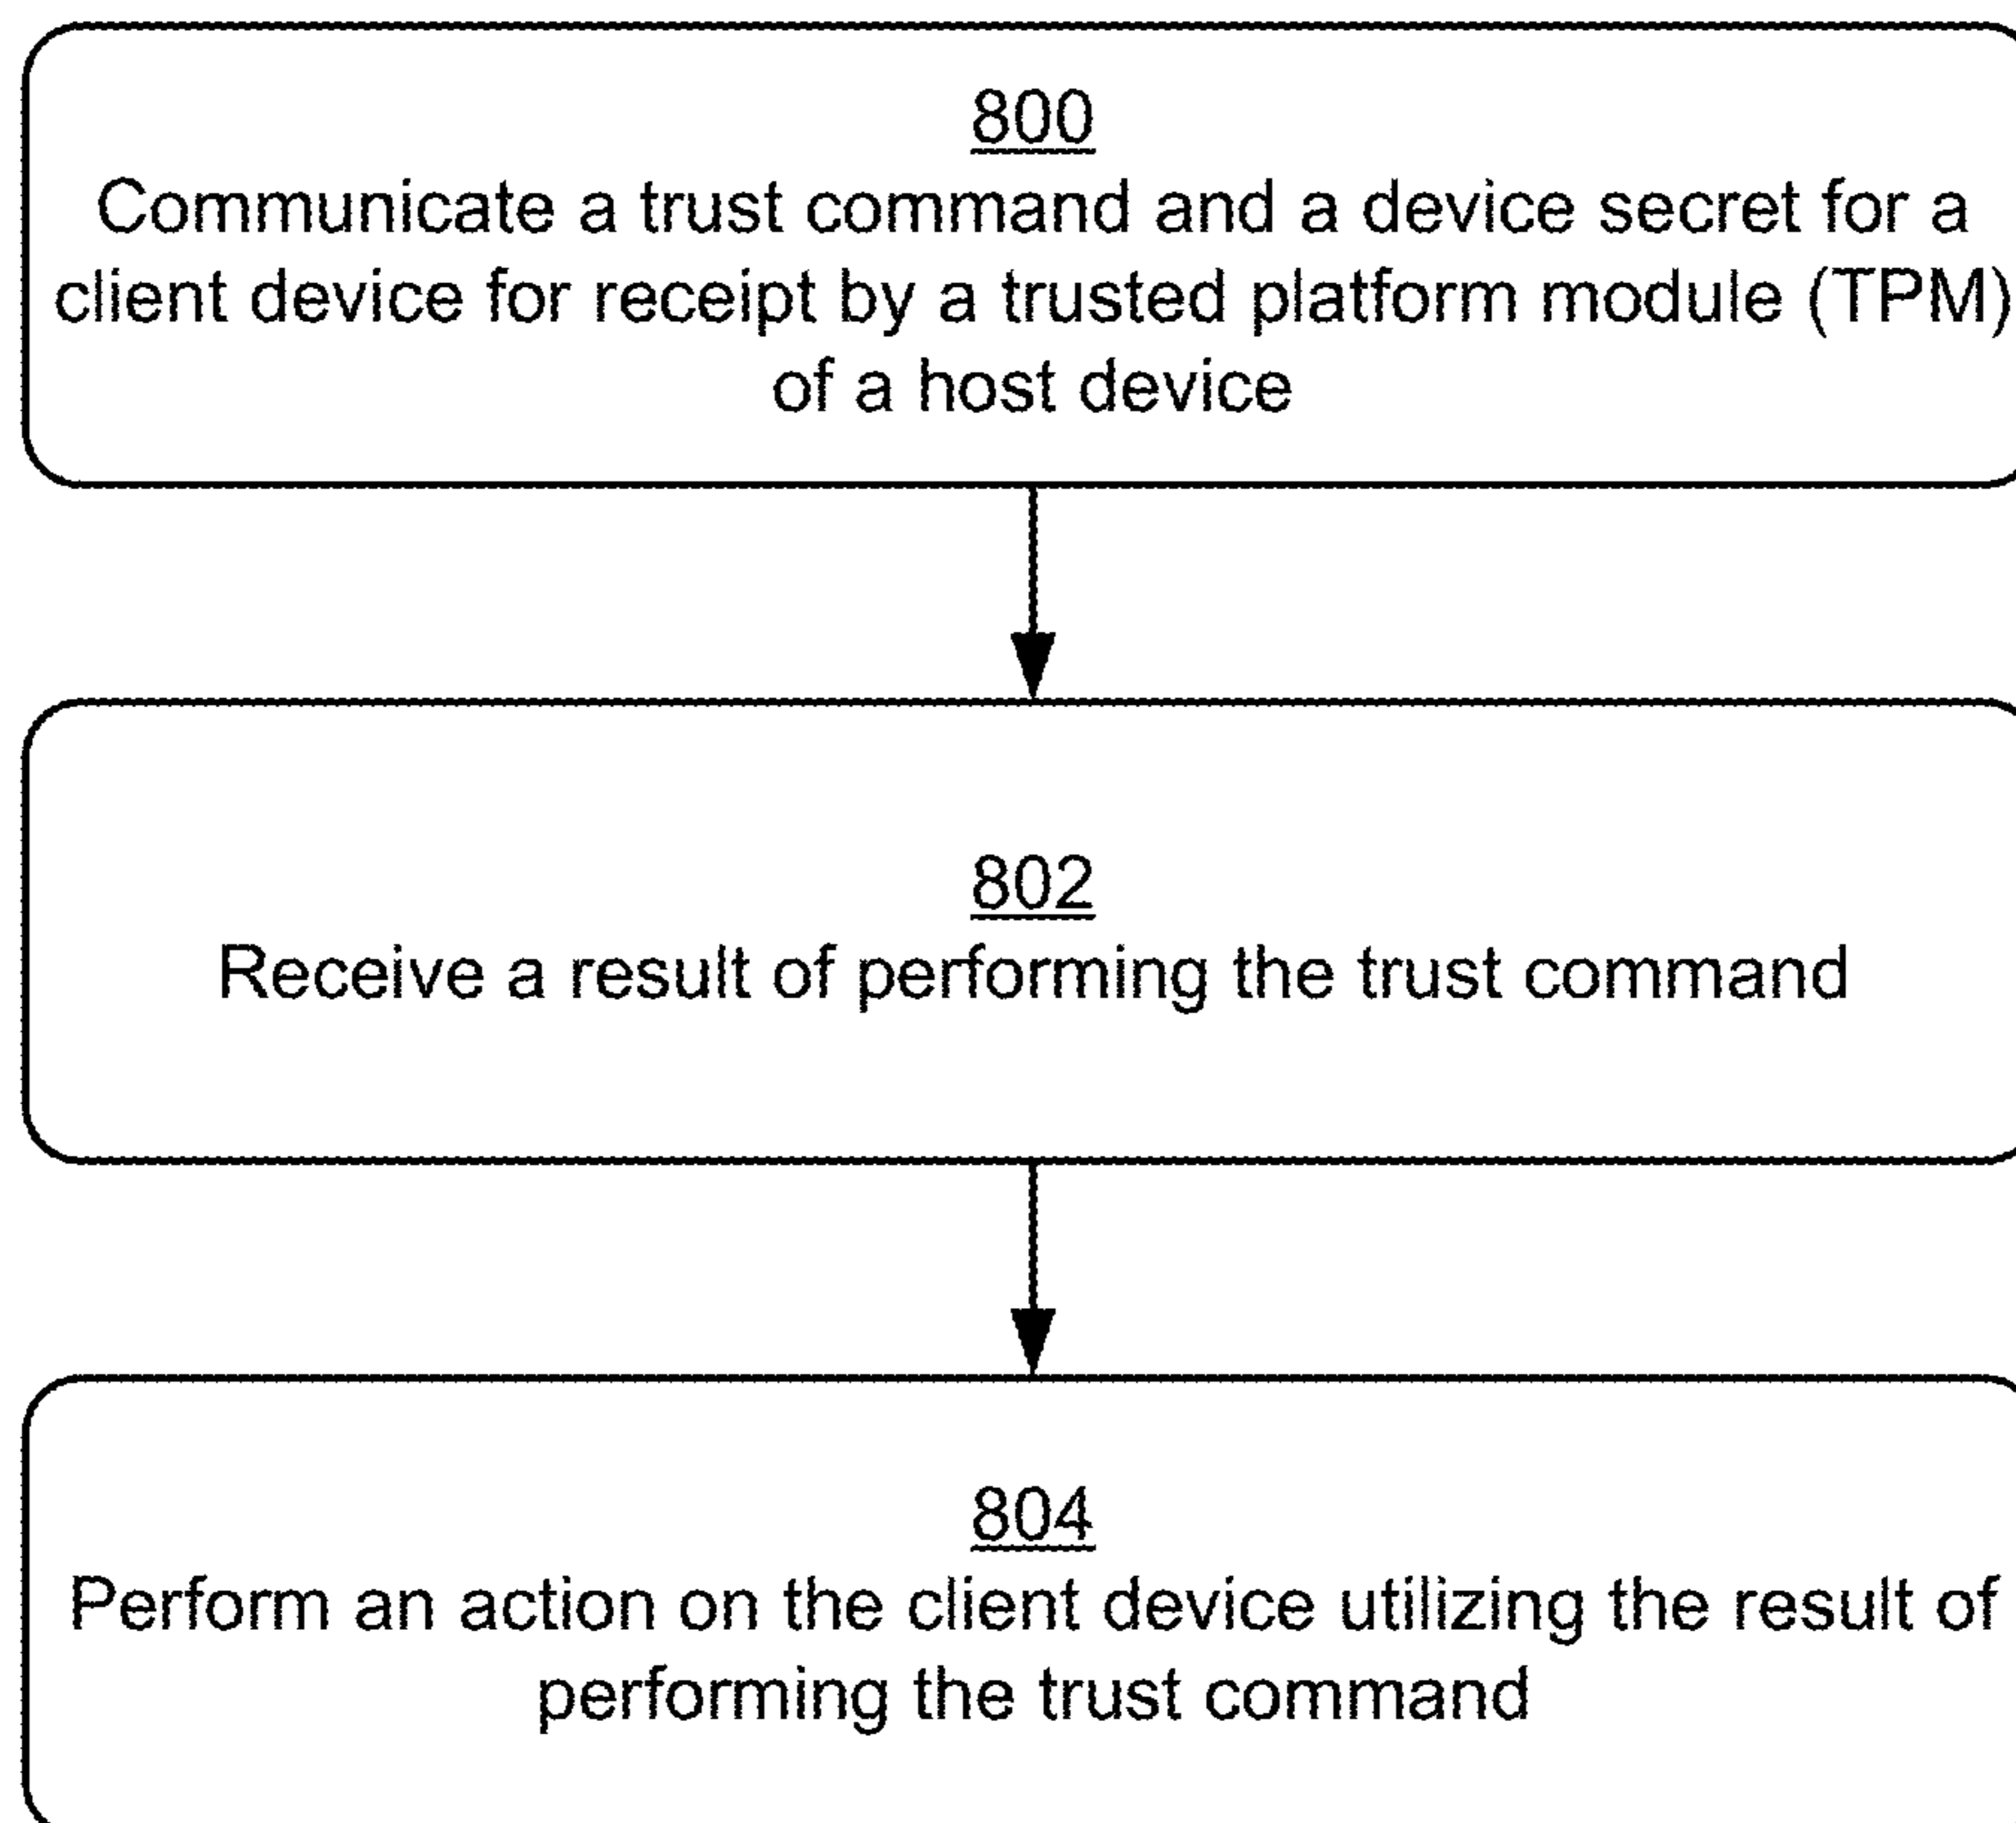 800
Communicate a trust command and a device secret for a
client device for receipt by a trusted platform module (TPM)
of a host device
802
Receive a result of performing the trust command
804
Perform an action on the client device utilizing the result of
performing the trust command